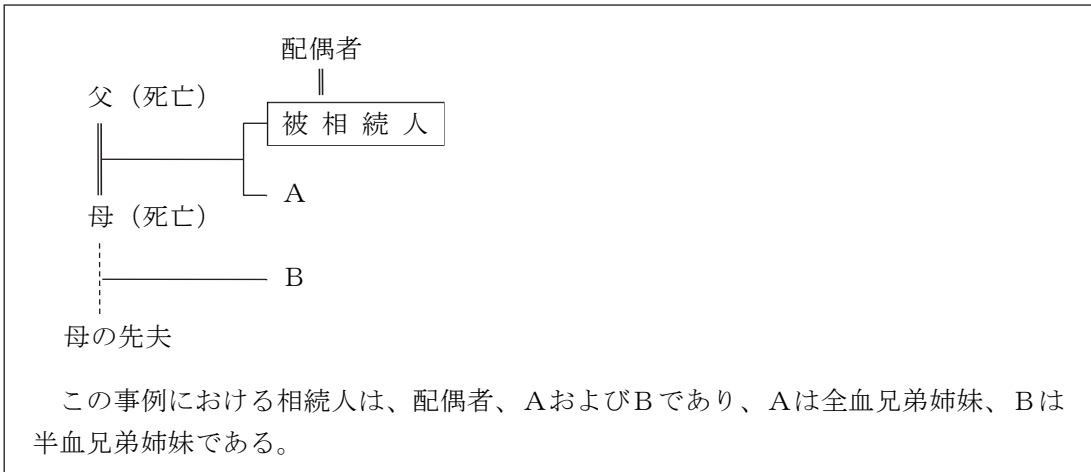 配偶者
父（死亡）
被相続人
A
母（死亡）
B
母の先夫
この事例における相続人は、配偶者、AおよびBであり、Aは全血兄弟姉妹、Bは
半血兄弟姉妹である。